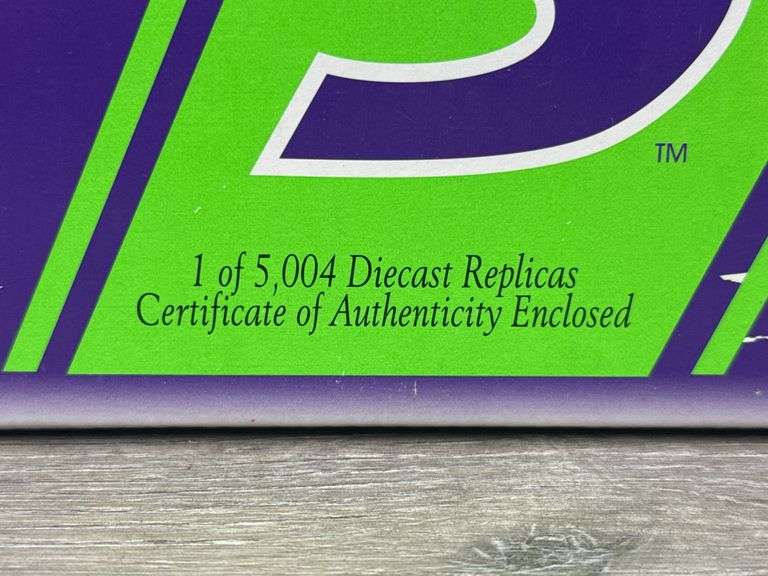 TM
1 of 5,004 Diecast Replicas
Certificate of Authenticity Enclosed